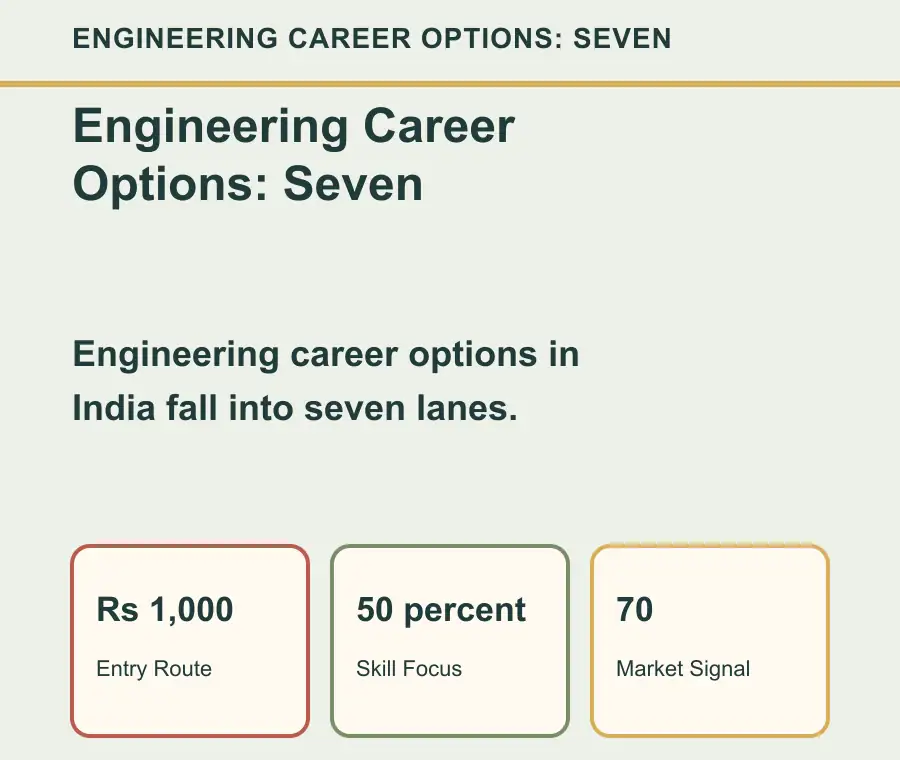 ENGINEERING CAREER OPTIONS: SEVEN
Engineering Career
Options: Seven
Engineering career options in
India fall into seven lanes.
Rs 1,000
Entry Route
50 percent
Skill Focus
70
Market Signal